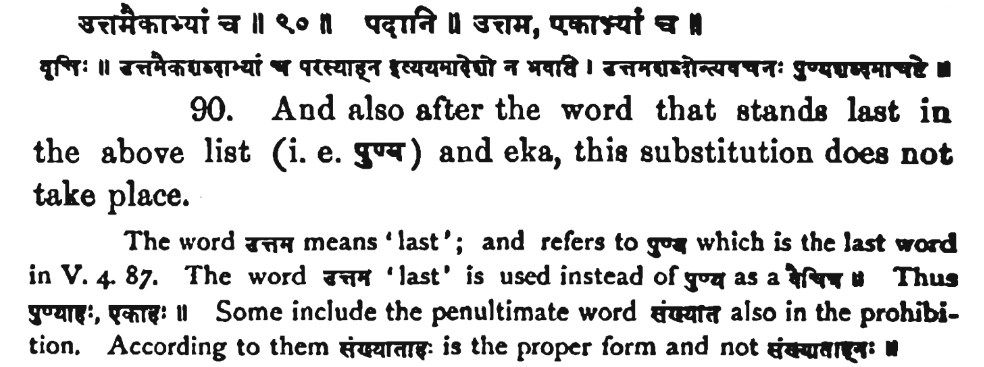 उत्तमैकाभ्यां च ॥ ९० ॥ पदानि ॥ उत्तम, एकाभ्यां च ॥
वृत्तिः ॥ उत्तमैकशब्दाभ्यां च परस्याहन इत्ययमादेशो न भवति । उत्तमशब्दोन्त्यवचनः पुण्यशब्दमाचष्टे ॥
90. And also after the word that stands last in
the above list (i. e. पुण्य) and eka, this substitution does not
take place.
The word उत्तम means ‘last’; and refers to पुण्य which is the last word
in V. 4. 87. The word उत्तम ‘last’ is used instead of पुण्य as a वैचित्र ॥ Thus
पुण्याहः, एकाहः ॥ Some include the penultimate word संख्यात also in the prohibi-
tion. According to them संख्याताहः is the proper form and not संख्याताह्नः ॥